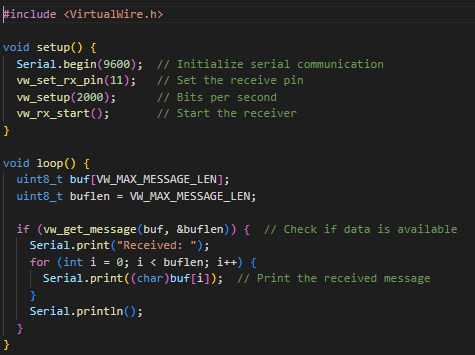 #include <VirtualWire.h>

void setup() {
  Serial.begin(9600);  // Initialize serial communication
  vw_set_rx_pin(11);   // Set the receive pin
  vw_setup(2000);      // Bits per second
  vw_rx_start();       // Start the receiver
}

void loop() {
  uint8_t buf[VW_MAX_MESSAGE_LEN];
  uint8_t buflen = VW_MAX_MESSAGE_LEN;

  if (vw_get_message(buf, &buflen)) {  // Check if data is available
    Serial.print("Received: ");
    for (int i = 0; i < buflen; i++) {
      Serial.print((char)buf[i]);  // Print the received message
    }
    Serial.println();
  }
}